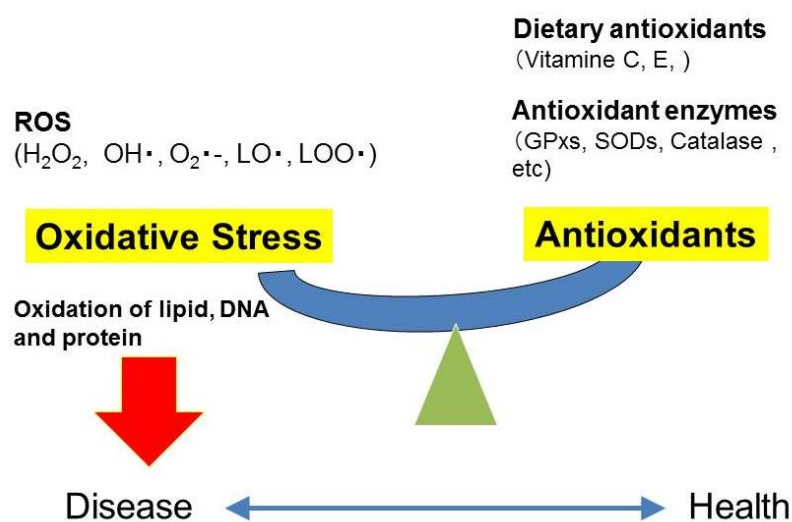 Dietary antioxidants
(Vitamine C, E, )
Antioxidant enzymes
(GPxs, SODs, Catalase ,
etc)
ROS
(H₂O₂, OH·, O₂·-, LO·, LOO·)
Oxidative Stress
Antioxidants
Oxidation of lipid, DNA
and protein
Disease
Health